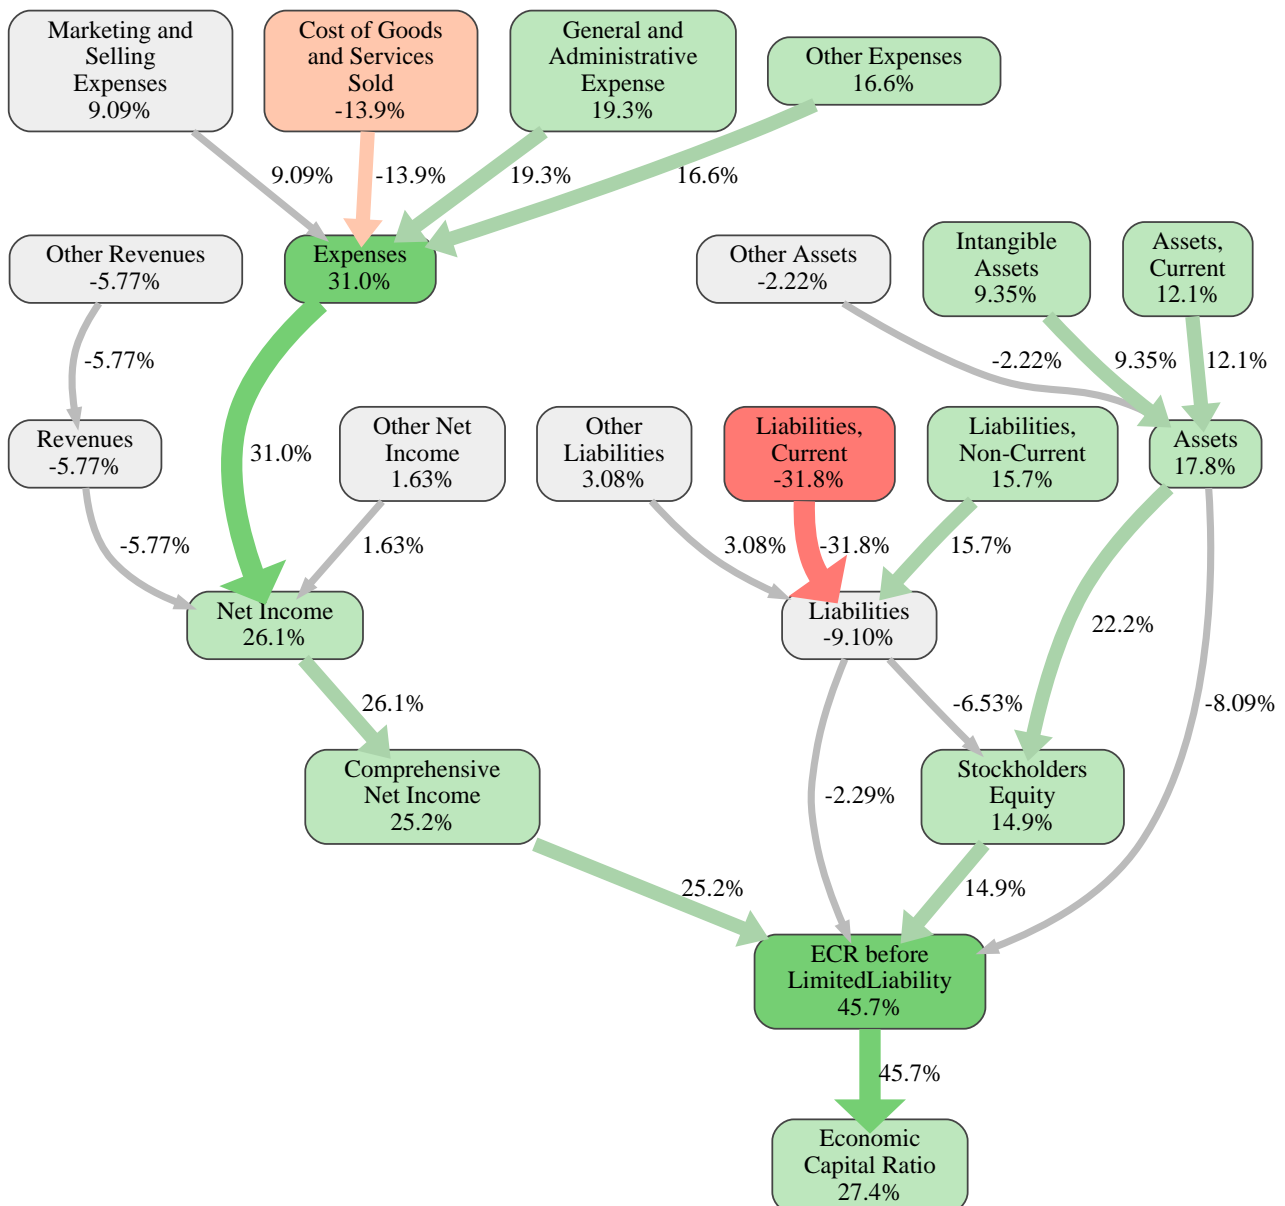 Marketing and
Selling
Expenses
9.09%
Cost of Goods
and Services
Sold
-13.9%
General and
Administrative
Expense
19.3%
Other Expenses
16.6%
9.09%
-13.9%
19.3%
16.6%
Other Revenues
-5.77%
Expenses
31.0%
Other Assets
-2.22%
Intangible
Assets
9.35%
Assets,
Current
12.1%
-5.77%
-2.22%
9.35%
12.1%
Revenues
-5.77%
31.0%
Other Net
Income
1.63%
Other
Liabilities
3.08%
Liabilities,
Current
-31.8%
Liabilities,
Non-Current
15.7%
Assets
17.8%
-5.77%
1.63%
3.08%
-31.8%
15.7%
Net Income
26.1%
Liabilities
-9.10%
22.2%
26.1%
-6.53%
-8.09%
Comprehensive
Net Income
25.2%
-2.29%
Stockholders
Equity
14.9%
25.2%
14.9%
ECR before
LimitedLiability
45.7%
45.7%
Economic
Capital Ratio
27.4%